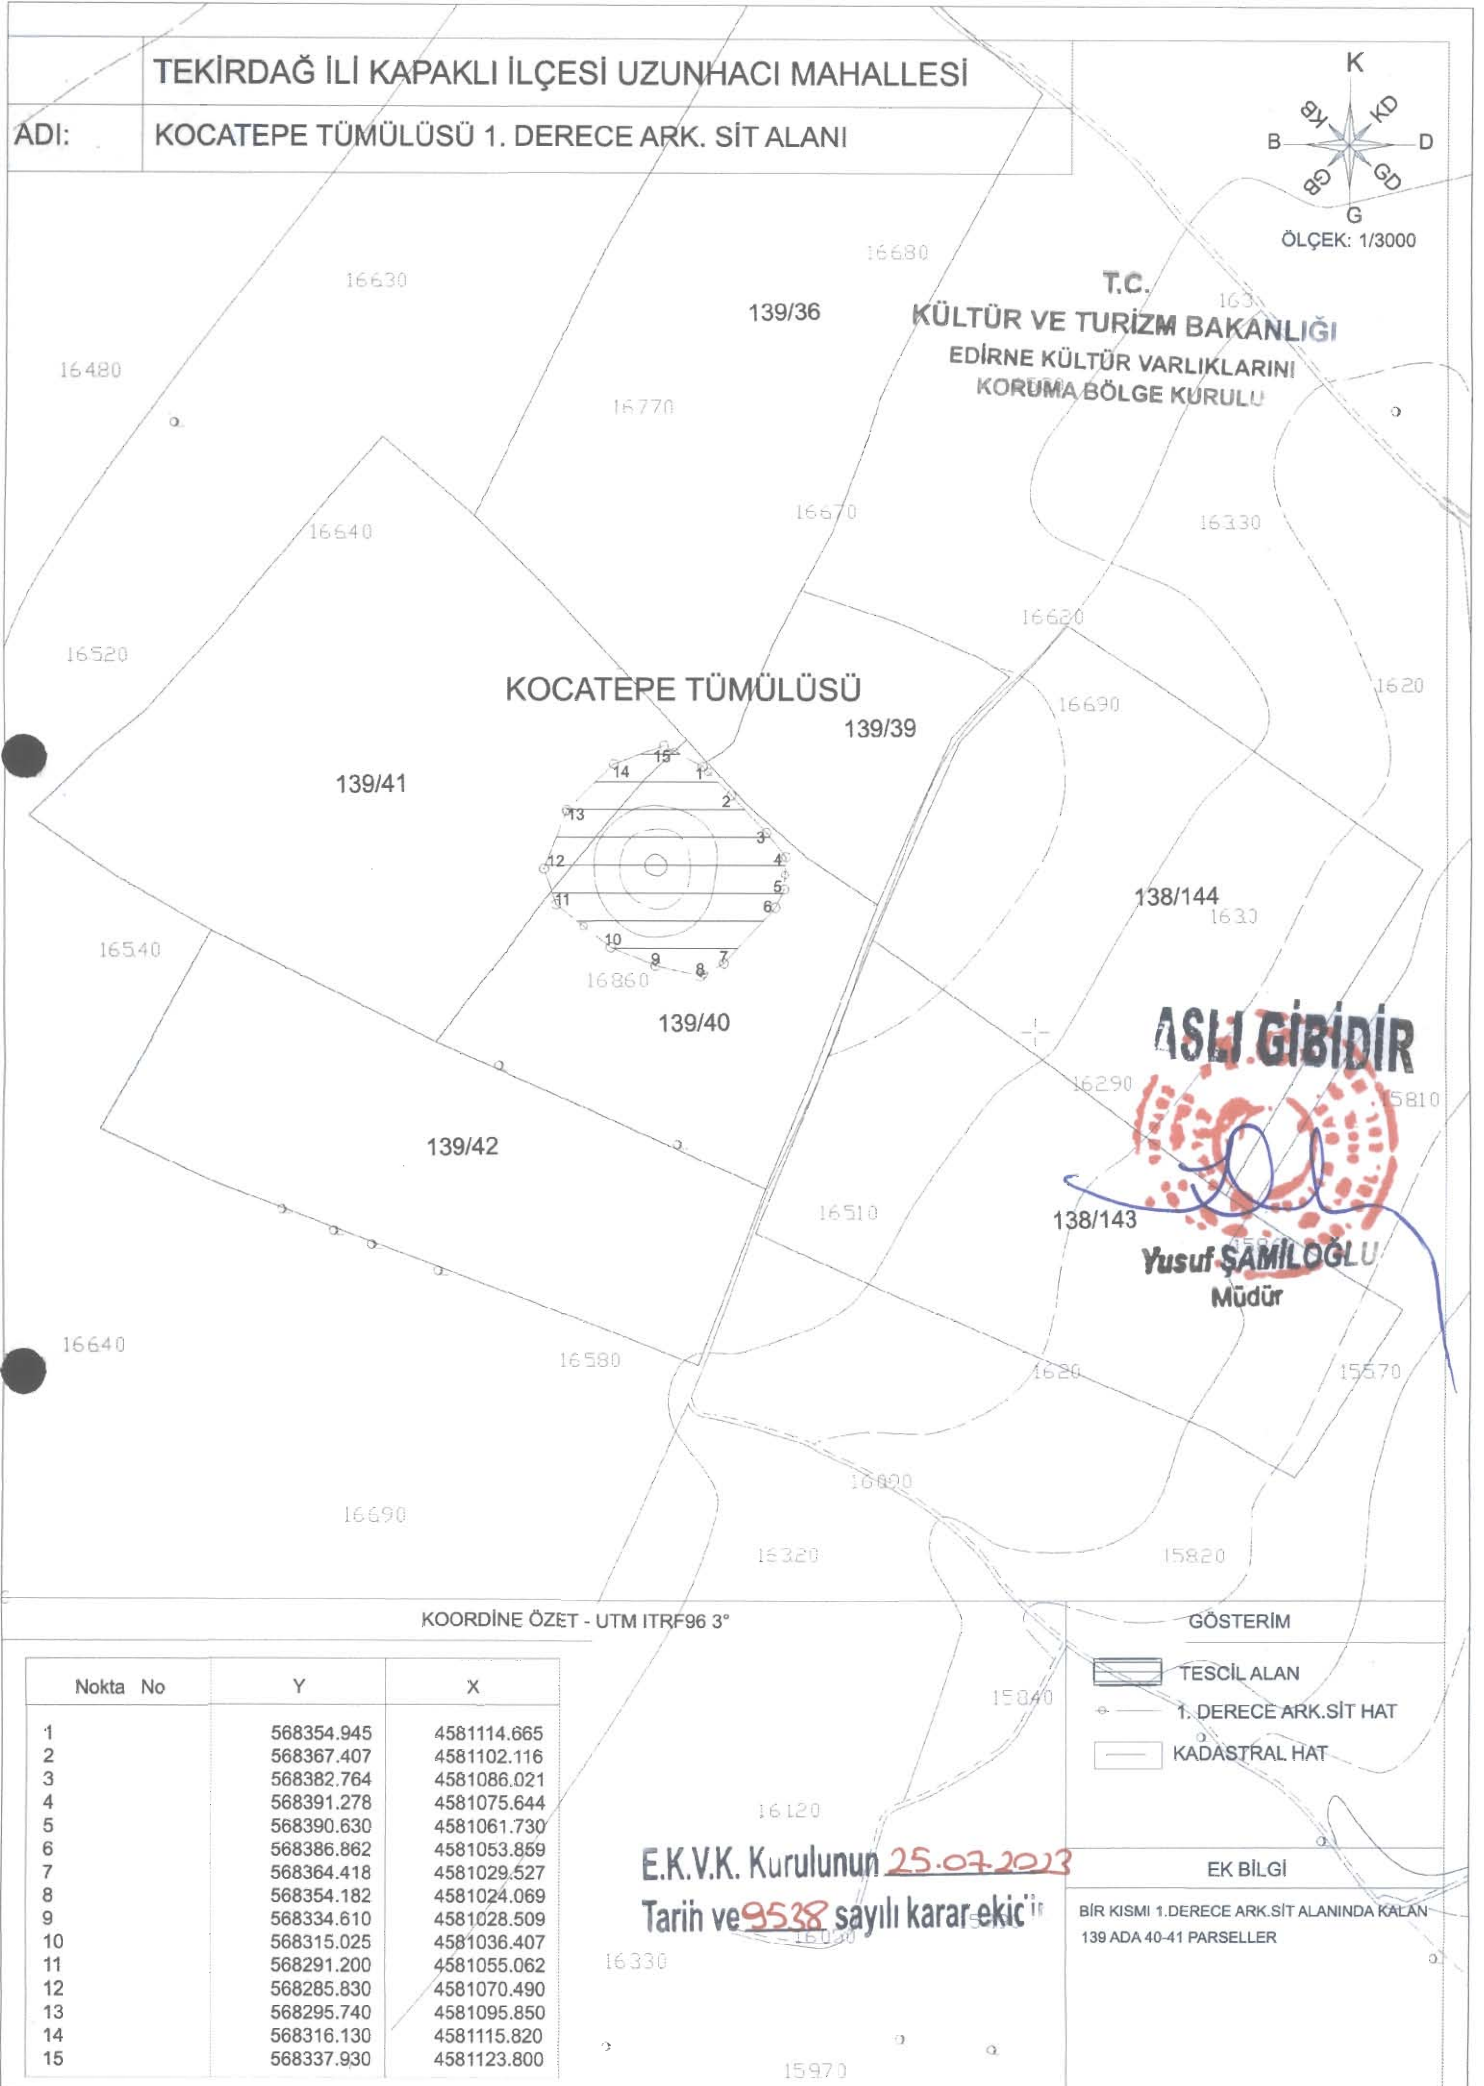 TEKİRDAĞ İLİ KAPAKLI İLÇESİ UZUNHACI MAHALLESİ
ADI: KOCATEPE TÜMÜLÜSÜ 1. DERECE ARK. SİT ALANI
K
KB KD
B D
GB GD
G
ÖLÇEK: 1/3000
16680
16630
139/36
T.C.
KÜLTÜR VE TURİZM BAKANLIĞI
EDİRNE KÜLTÜR VARLIKLARINI
KORUMA BÖLGE KURULU
16480
16770
16670
16330
16640
16620
16520
KOCATEPE TÜMÜLÜSÜ
1620
16690
139/39
139/41
15
14
1
2
13
3
4
12
5
11
6
10
9
8
7
138/144
1630
16540
16860
139/40
ASLI GİBİDİR
16290
15810
139/42
16510
138/143
Yusuf ŞAMİLOĞLU
Müdür
16640
16580
1620
15570
16090
16690
16320
15820
KOORDİNE ÖZET - UTM ITRF96 3°
Nokta No Y X
1 568354.945 4581114.665
2 568367.407 4581102.116
3 568382.764 4581086.021
4 568391.278 4581075.644
5 568390.630 4581061.730
6 568386.862 4581053.859
7 568364.418 4581029.527
8 568354.182 4581024.069
9 568334.610 4581028.509
10 568315.025 4581036.407
11 568291.200 4581055.062
12 568285.830 4581070.490
13 568295.740 4581095.850
14 568316.130 4581115.820
15 568337.930 4581123.800
GÖSTERİM
TESCİL ALAN
1. DERECE ARK.SİT HAT
KADASTRAL HAT
15840
16120
E.K.V.K. Kurulunun 25.07.2023
Tarih ve 9538 sayılı karar ekidir
16330
15970
EK BİLGİ
BİR KISMI 1.DERECE ARK.SİT ALANINDA KALAN
139 ADA 40-41 PARSELLER